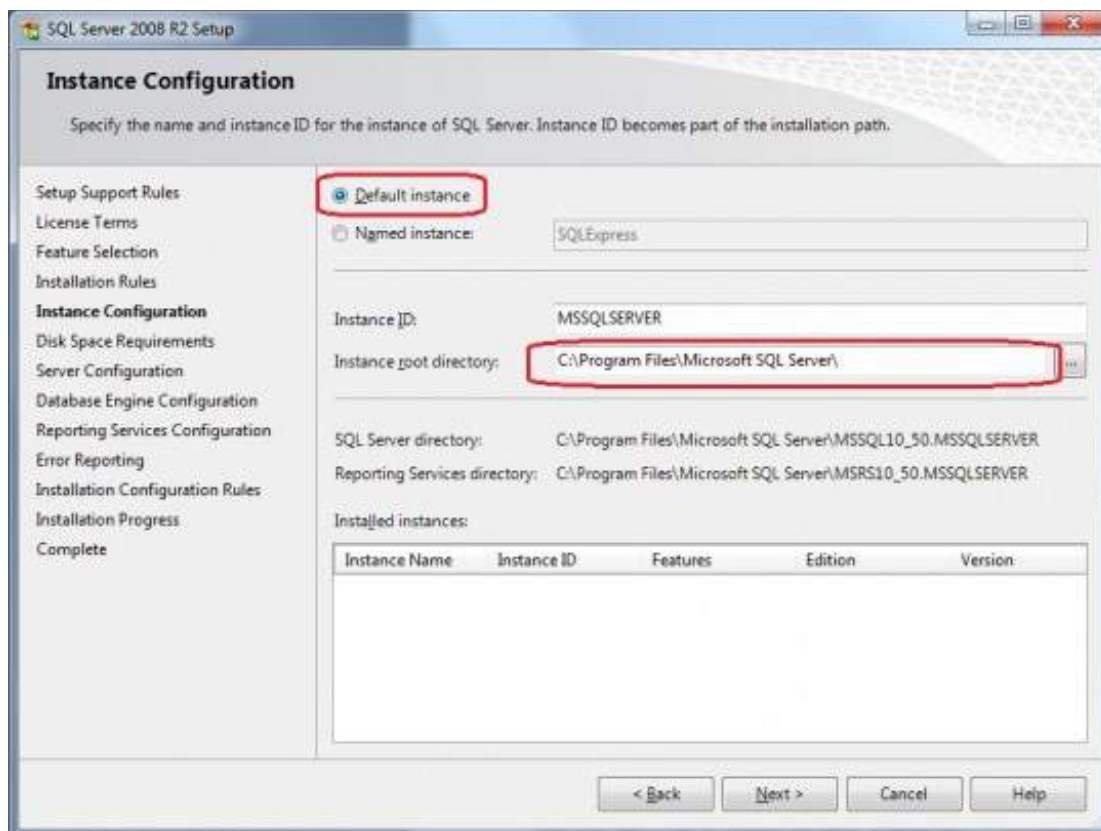 SQL Server 2008 R2 Setup
Instance Configuration
Specify the name and instance ID for the instance of SQL Server. Instance ID becomes part of the installation path.
Setup Support Rules
License Terms
Feature Selection
Installation Rules
Instance Configuration
Disk Space Requirements
Server Configuration
Database Engine Configuration
Reporting Services Configuration
Error Reporting
Installation Configuration Rules
Installation Progress
Complete
Default instance
Named instance: SQLExpress
Instance ID: MSSQLSERVER
Instance root directory: C:\Program Files\Microsoft SQL Server\ ...
SQL Server directory: C:\Program Files\Microsoft SQL Server\MSSQL10_50.MSSQLSERVER
Reporting Services directory: C:\Program Files\Microsoft SQL Server\MSRS10_50.MSSQLSERVER
Installed instances:
Instance Name Instance ID Features Edition Version
< Back Next > Cancel Help